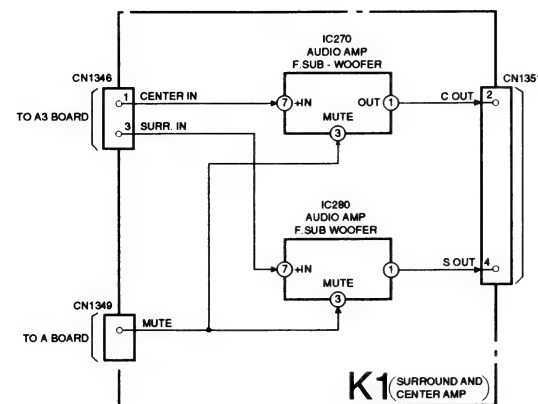 IC270
AUDIO AMP
F.SUB - WOOFER
CN1346
CN1351
1
CENTER IN
7
+IN
OUT
1
C OUT
2
TO A3 BOARD
3
SURR. IN
MUTE
3
IC280
AUDIO AMP
F.SUB WOOFER
7
+IN
1
S OUT
4
MUTE
3
CN1349
MUTE
TO A BOARD
K1 (SURROUND AND
CENTER AMP)